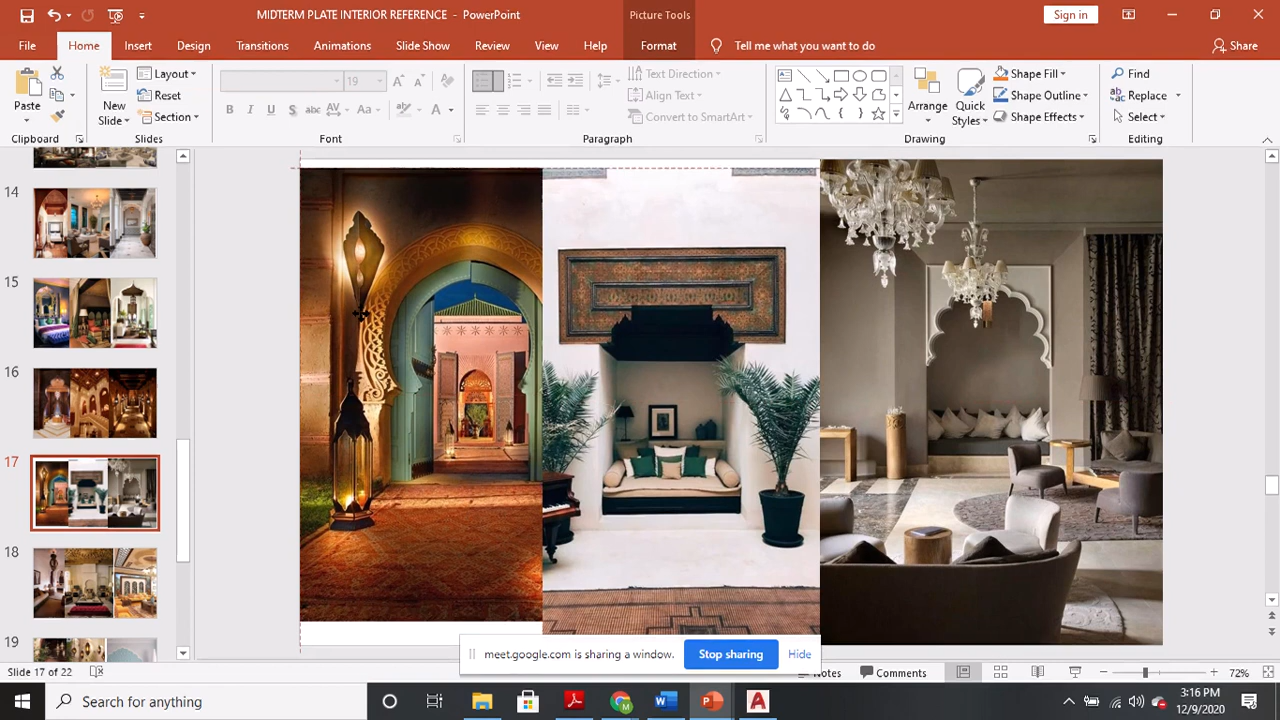 MIDTERM PLATE INTERIOR REFERENCE - PowerPoint
Picture Tools
Sign in
File
Home
Insert
Design
Transitions
Animations
Slide Show
Review
View
Help
Format
Tell me what you want to do
Share
Paste
New
Slide
Layout
Reset
Section
19
B I U S abc AV Aa A
Text Direction
Align Text
Convert to SmartArt
Arrange
Quick
Styles
Shape Fill
Shape Outline
Shape Effects
Find
Replace
Select
Clipboard
Slides
Font
Paragraph
Drawing
Editing
14
15
16
17
18
19
meet.google.com is sharing a window.
Stop sharing
Hide
Slide 17 of 22
Notes
Comments
72%
Search for anything
3:16 PM
12/9/2020